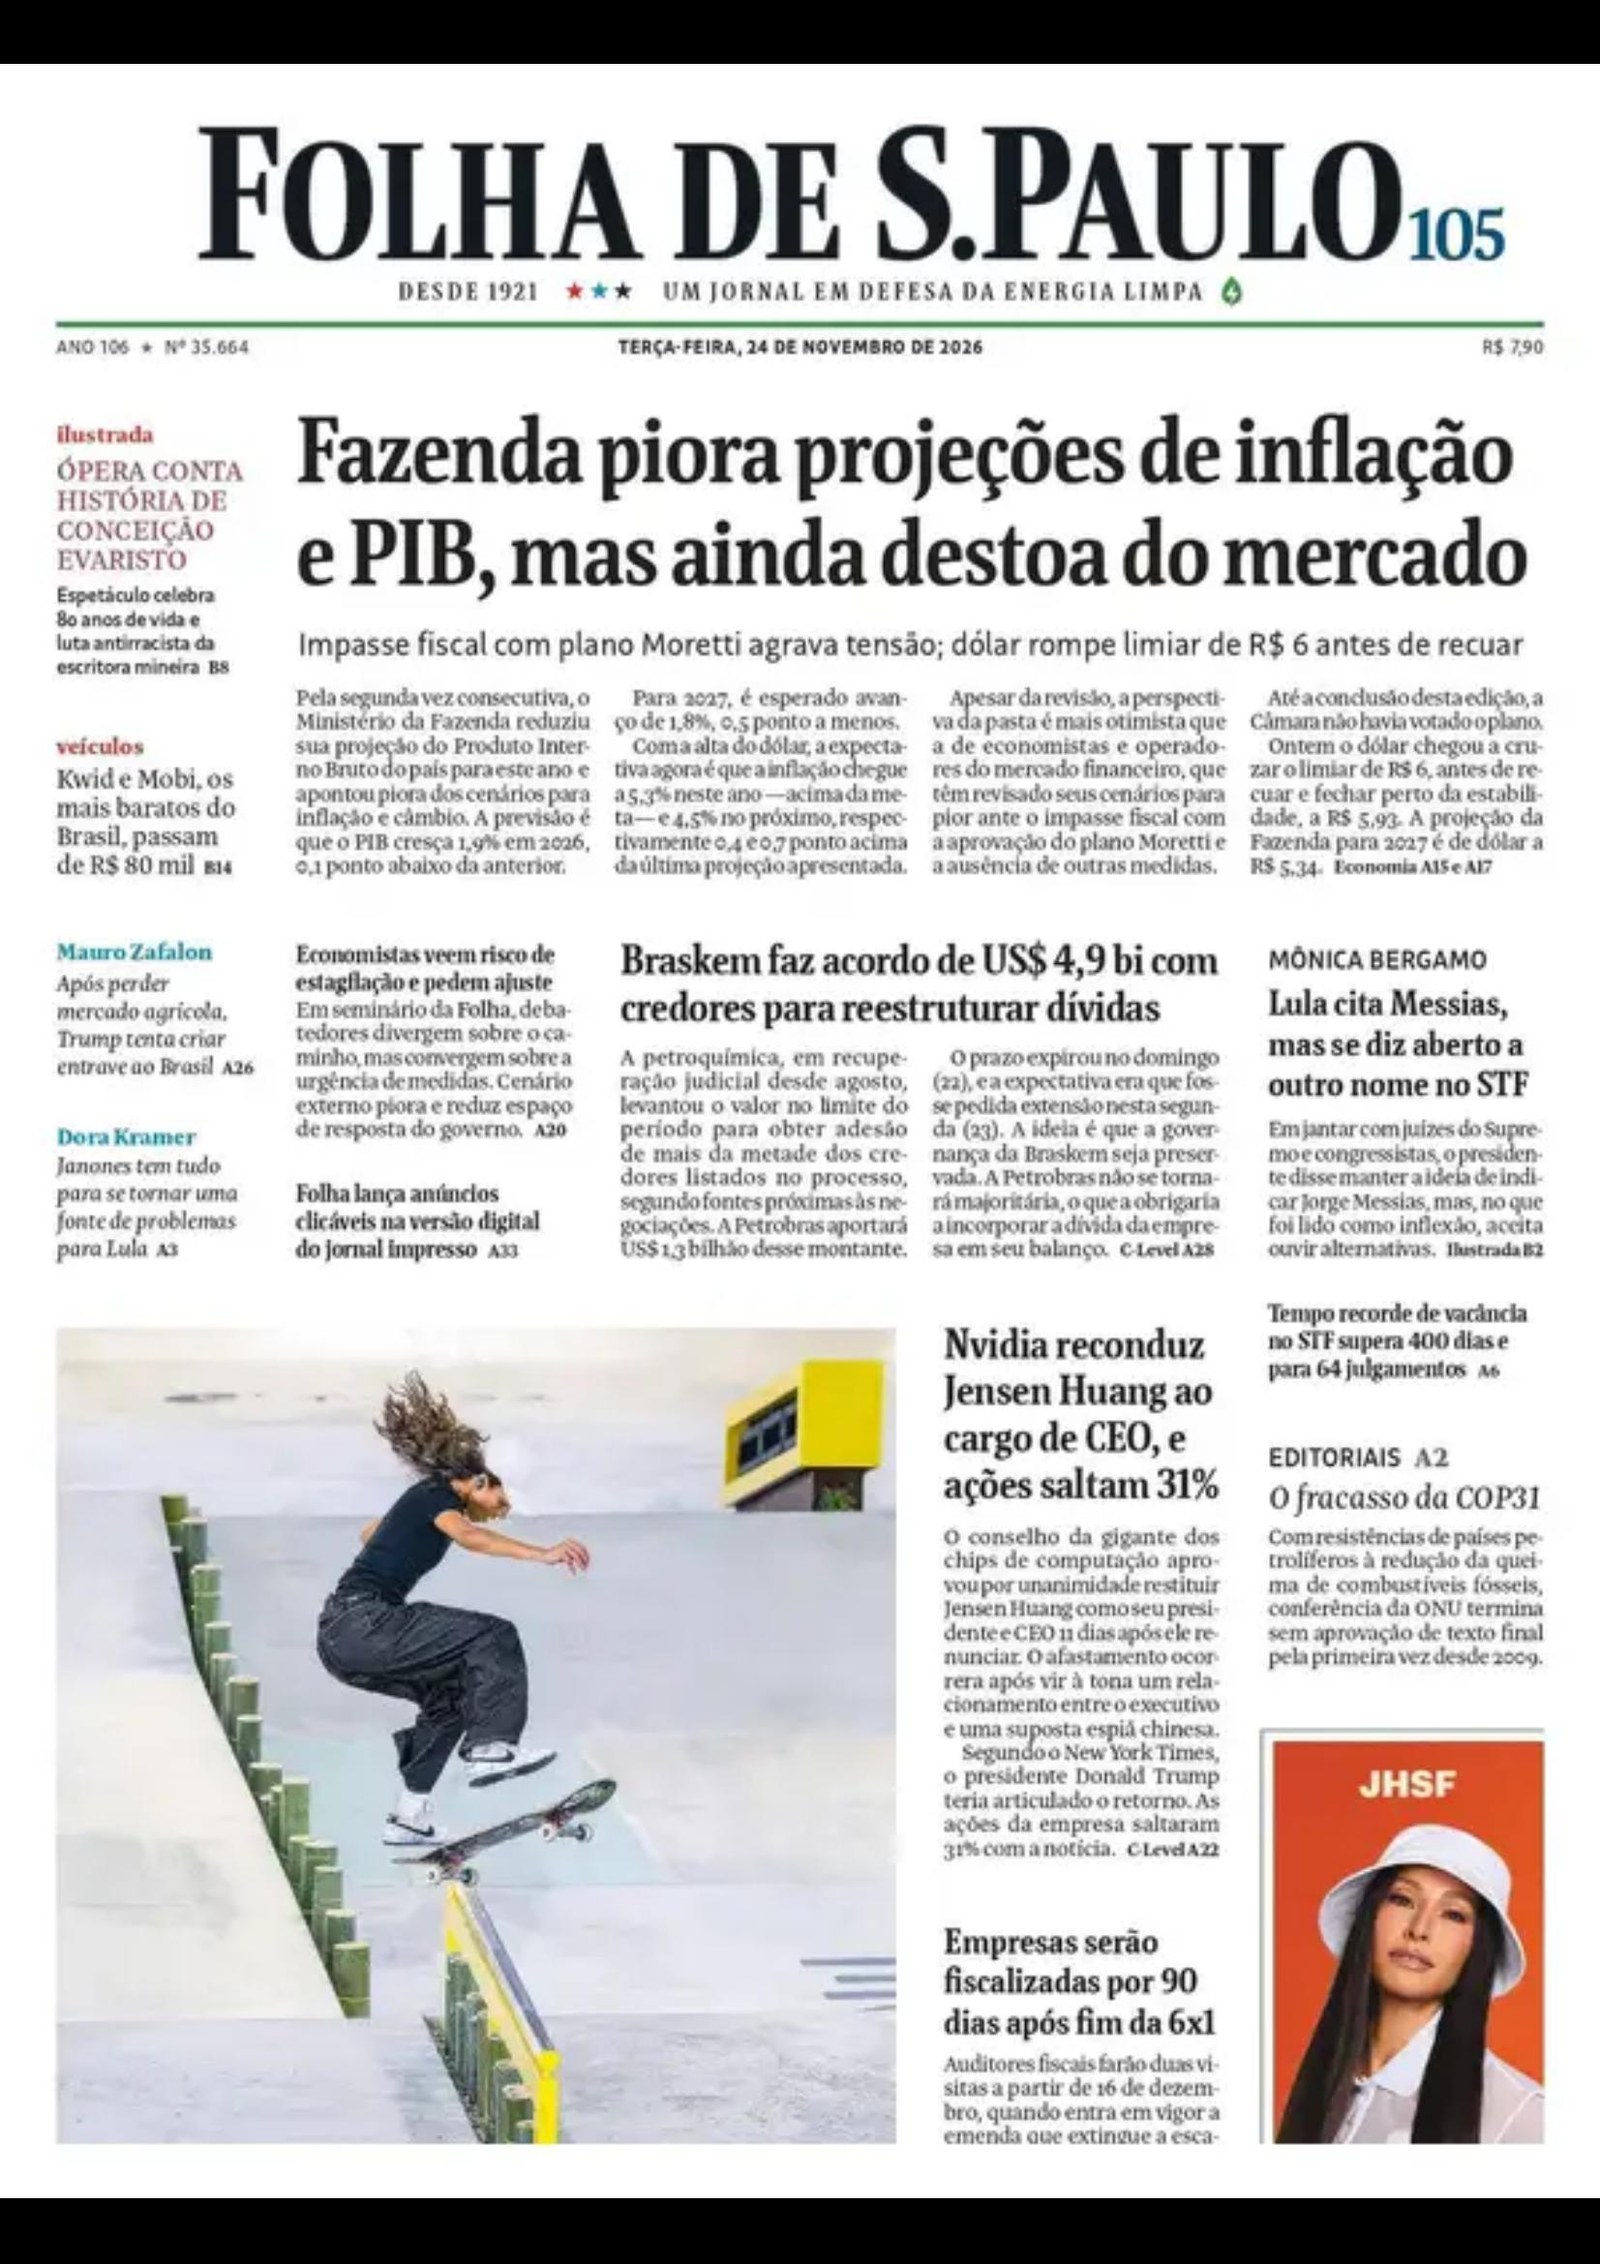 FOLHA DE S.PAULO 105
DESDE 1921 ★★★ UM JORNAL EM DEFESA DA ENERGIA LIMPA
ANO 106 ★ Nº 35.664
TERÇA-FEIRA, 24 DE NOVEMBRO DE 2026
R$ 7,90
ilustrada
ÓPERA CONTA
HISTÓRIA DE
CONCEIÇÃO
EVARISTO
Espetáculo celebra
80 anos de vida e
luta antirracista da
escritora mineira B8
veículos
Kwid e Mobi, os
mais baratos do
Brasil, passam
de R$ 80 mil B14
Fazenda piora projeções de inflação
e PIB, mas ainda destoa do mercado
Impasse fiscal com plano Moretti agrava tensão; dólar rompe limiar de R$ 6 antes de recuar
Pela segunda vez consecutiva, o
Ministério da Fazenda reduziu
sua projeção do Produto Inter-
no Bruto do país para este ano e
apontou piora dos cenários para
inflação e câmbio. A previsão é
que o PIB cresça 1,9% em 2026,
0,1 ponto abaixo da anterior.
Para 2027, é esperado avan-
ço de 1,8%, 0,5 ponto a menos.
Com a alta do dólar, a expecta-
tiva agora é que a inflação chegue
a 5,3% neste ano —acima da me-
ta— e 4,5% no próximo, respec-
tivamente 0,4 e 0,7 ponto acima
da última projeção apresentada.
Apesar da revisão, a perspecti-
va da pasta é mais otimista que
a de economistas e operado-
res do mercado financeiro, que
têm revisado seus cenários para
pior ante o impasse fiscal com
a aprovação do plano Moretti e
a ausência de outras medidas.
Até a conclusão desta edição, a
Câmara não havia votado o plano.
Ontem o dólar chegou a cru-
zar o limiar de R$ 6, antes de re-
cuar e fechar perto da estabili-
dade, a R$ 5,93. A projeção da
Fazenda para 2027 é de dólar a
R$ 5,34. Economia A15 e A17
Mauro Zafalon
Após perder
mercado agrícola,
Trump tenta criar
entrave ao Brasil A26
Dora Kramer
Janones tem tudo
para se tornar uma
fonte de problemas
para Lula A3
Economistas veem risco de
estagflação e pedem ajuste
Em seminário da Folha, deba-
tedores divergem sobre o ca-
minho, mas convergem sobre a
urgência de medidas. Cenário
externo piora e reduz espaço
de resposta do governo. A20
Folha lança anúncios
clicáveis na versão digital
do jornal impresso A33
Braskem faz acordo de US$ 4,9 bi com
credores para reestruturar dívidas
A petroquímica, em recupe-
ração judicial desde agosto,
levantou o valor no limite do
período para obter adesão
de mais da metade dos cre-
dores listados no processo,
segundo fontes próximas às ne-
gociações. A Petrobras aportará
US$ 1,3 bilhão desse montante.
O prazo expirou no domingo
(22), e a expectativa era que fos-
se pedida extensão nesta segun-
da (23). A ideia é que a gover-
nança da Braskem seja preser-
vada. A Petrobras não se torna-
rá majoritária, o que a obrigaria
a incorporar a dívida da empre-
sa em seu balanço. C-Level A28
MÔNICA BERGAMO
Lula cita Messias,
mas se diz aberto a
outro nome no STF
Em jantar com juízes do Supre-
mo e congressistas, o presiden-
te disse manter a ideia de indi-
car Jorge Messias, mas, no que
foi lido como inflexão, aceita
ouvir alternativas. Ilustrada B2
Tempo recorde de vacância
no STF supera 400 dias e
para 64 julgamentos A6
EDITORIAIS A2
O fracasso da COP31
Com resistências de países pe-
trolíferos à redução da quei-
ma de combustíveis fósseis,
conferência da ONU termina
sem aprovação de texto final
pela primeira vez desde 2009.
Nvidia reconduz
Jensen Huang ao
cargo de CEO, e
ações saltam 31%
O conselho da gigante dos
chips de computação apro-
vou por unanimidade restituir
Jensen Huang como seu presi-
dente e CEO 11 dias após ele re-
nunciar. O afastamento ocor-
rera após vir à tona um rela-
cionamento entre o executivo
e uma suposta espiã chinesa.
Segundo o New York Times,
o presidente Donald Trump
teria articulado o retorno. As
ações da empresa saltaram
31% com a notícia. C-Level A22
Empresas serão
fiscalizadas por 90
dias após fim da 6x1
Auditores fiscais farão duas vi-
sitas a partir de 16 de dezem-
bro, quando entra em vigor a
emenda que extingue a esca-
JHSF